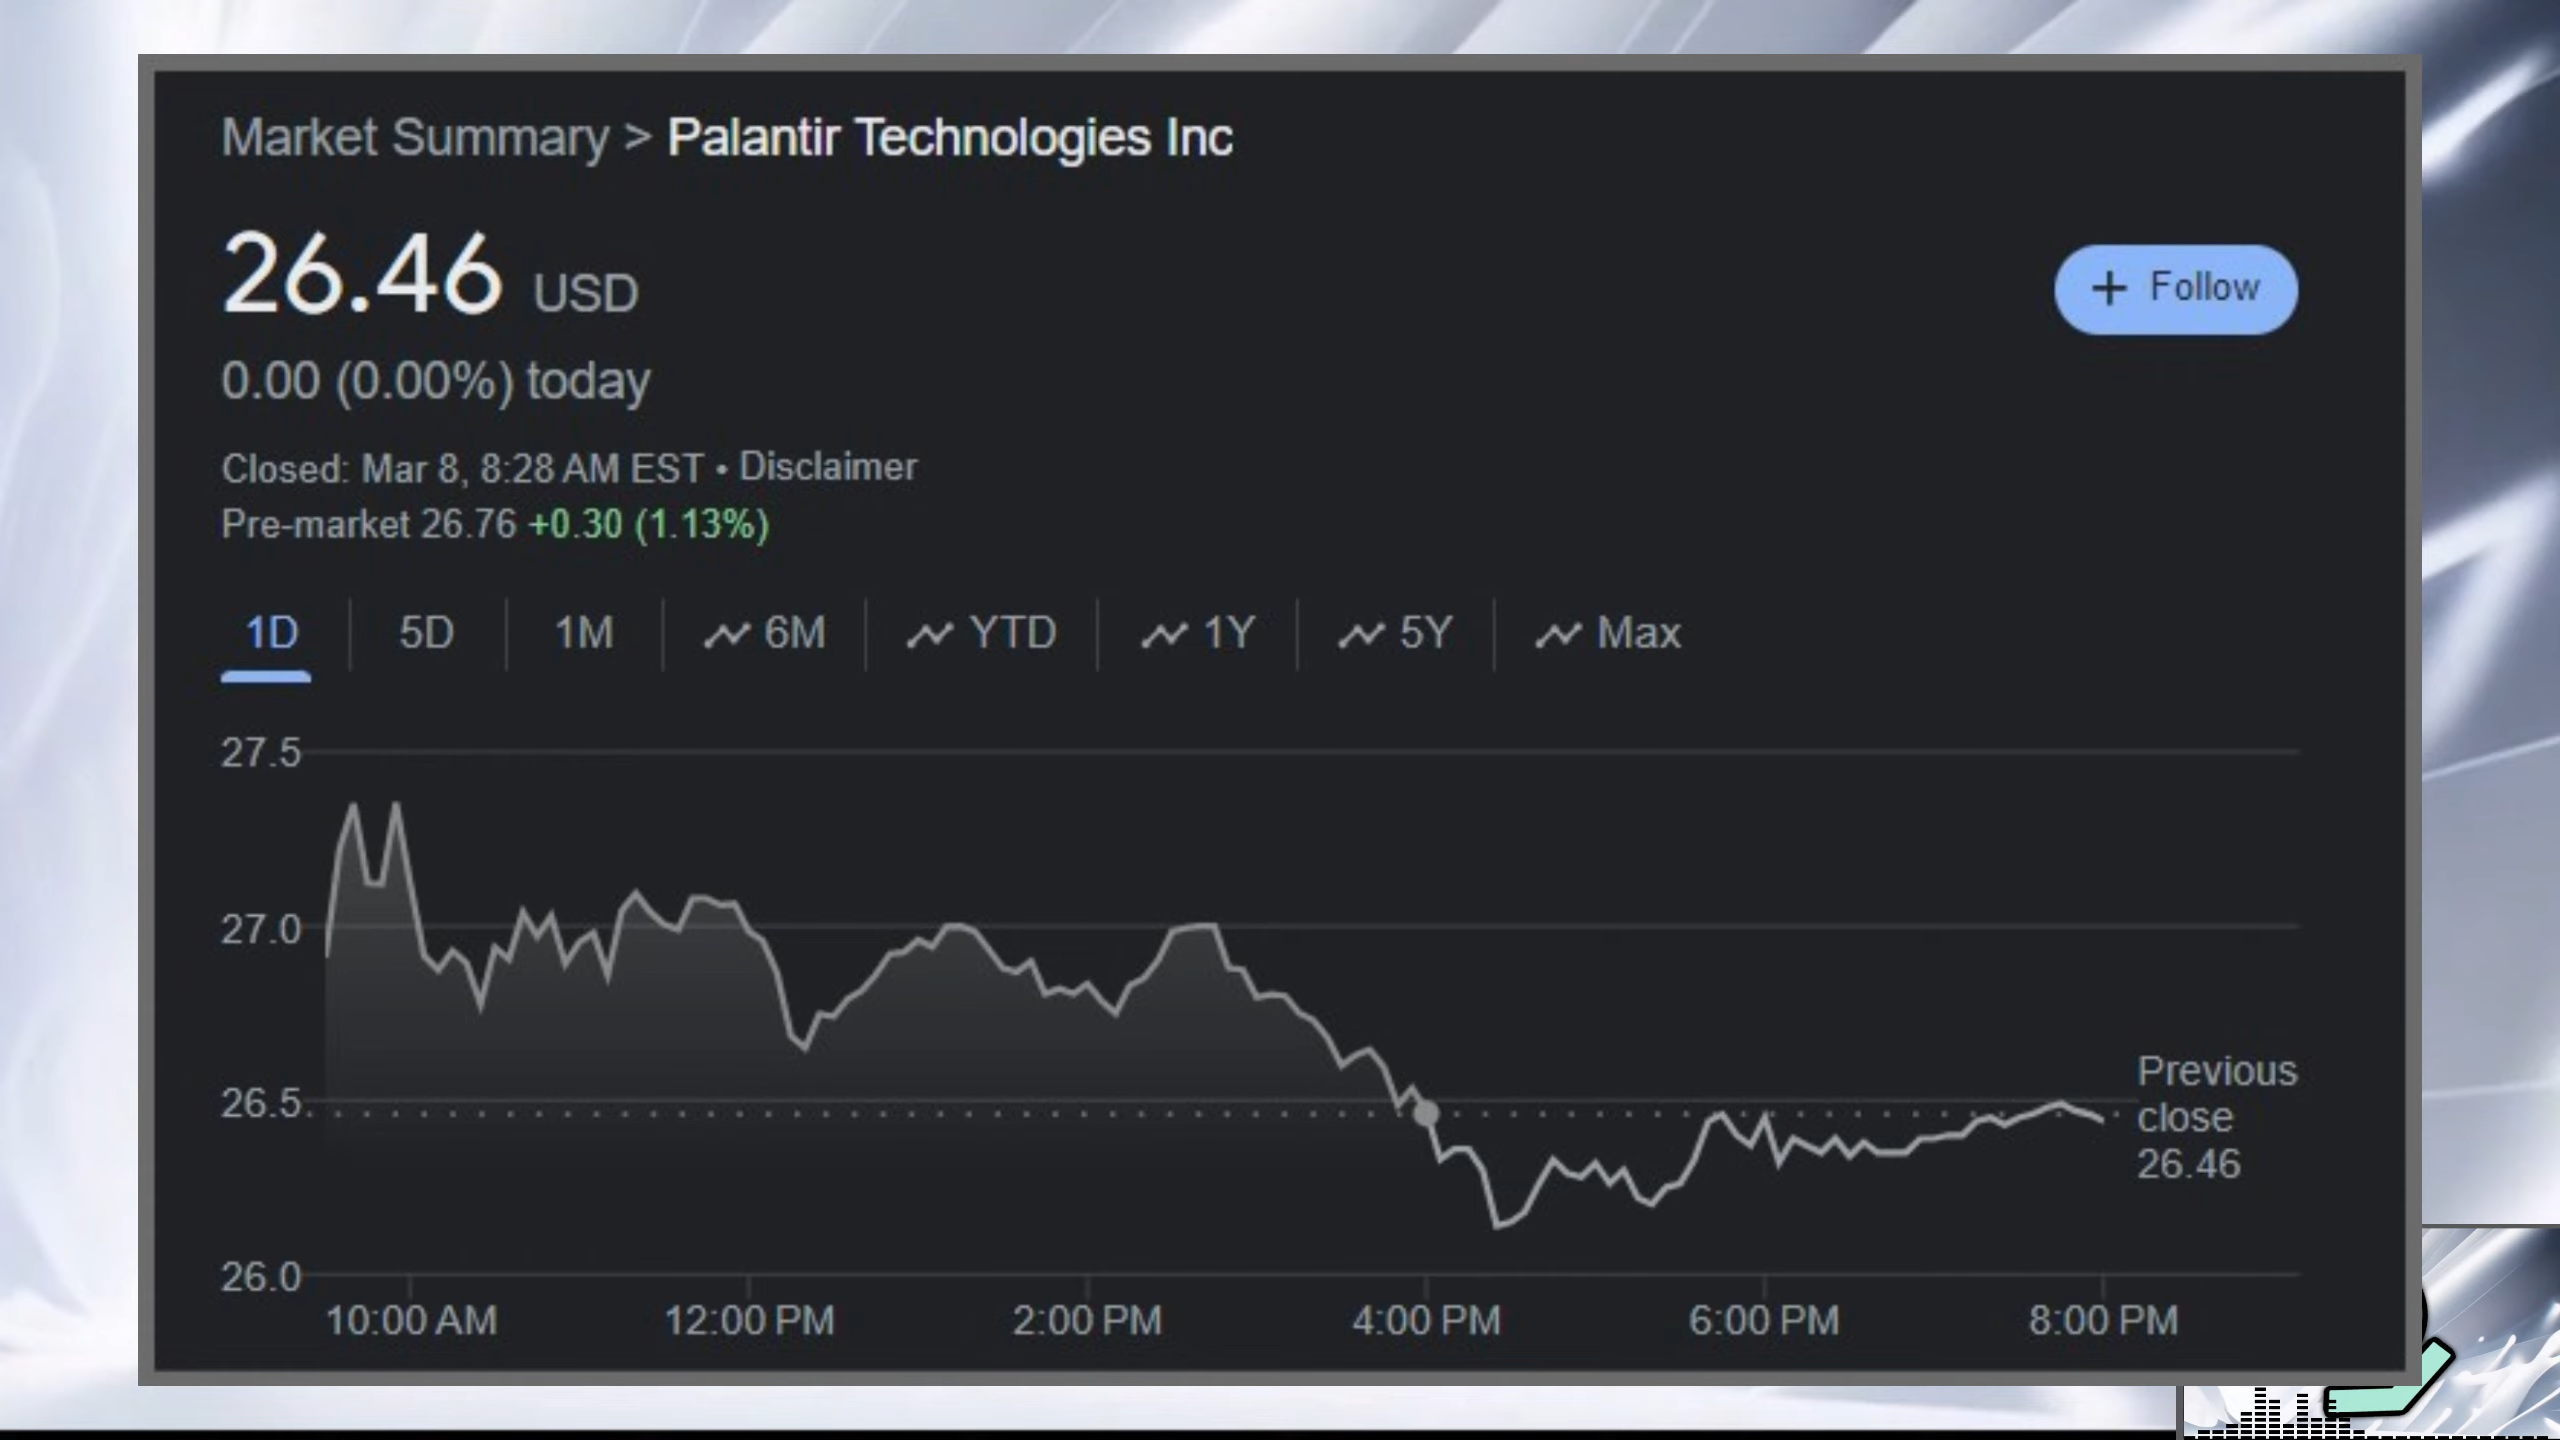 Market Summary > Palantir Technologies Inc
26.46 USD
+ Follow
0.00 (0.00%) today
Closed: Mar 8, 8:28 AM EST • Disclaimer
Pre-market 26.76 +0.30 (1.13%)
1D 5D 1M 6M YTD 1Y 5Y Max
27.5
27.0
26.5
Previous
close
26.46
26.0
10:00 AM 12:00 PM 2:00 PM 4:00 PM 6:00 PM 8:00 PM